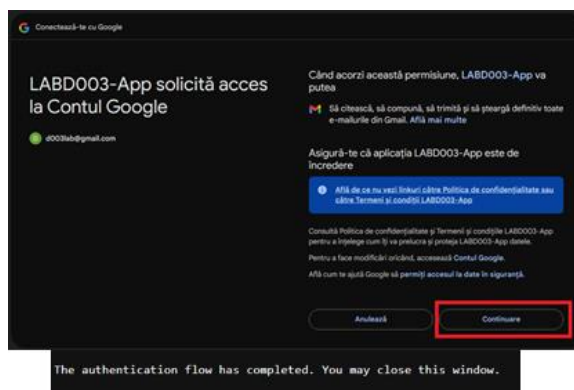 Conectează-te cu Google
LABD003-App solicită acces
la Contul Google
d003lab@gmail.com
Când acorzi această permisiune, LABD003-App va
putea
Să citească, să compună, să trimită și să șteargă definitiv toate
e-mailurile din Gmail. Află mai multe
Asigură-te că aplicația LABD003-App este de
încredere
Află de ce nu vezi linkuri către Politica de confidențialitate sau
către Termeni și condiții LABD003-App
Consultă Politica de confidențialitate și Termenii și condițiile LABD003-App
pentru a înțelege cum îți va prelucra și proteja LABD003-App datele.
Pentru a face modificări oricând, accesează Contul Google.
Află cum te ajută Google să permiți accesul la date în siguranță.
Anulează
Continuare
The authentication flow has completed. You may close this window.